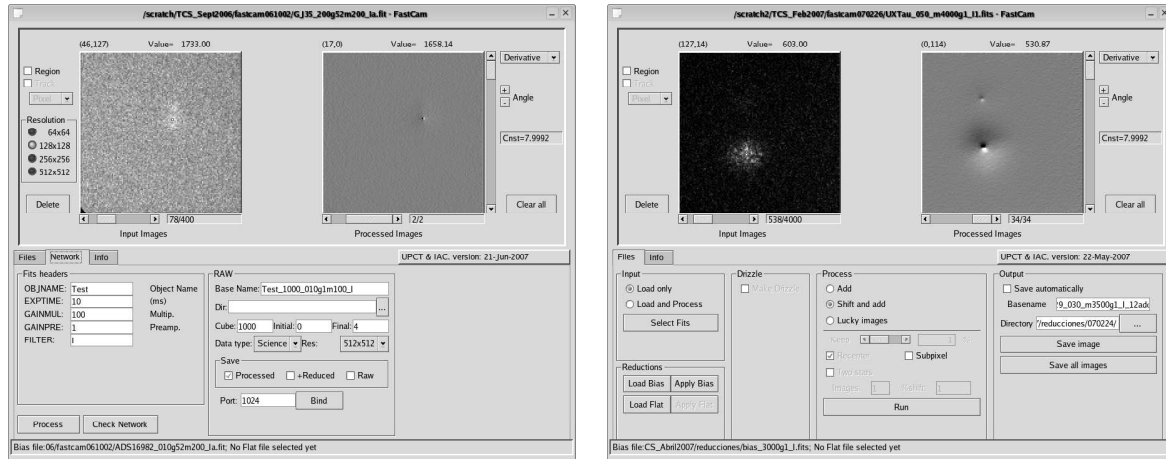 /scratch/TCS_Sept2006/fastcam061002/GJ35_200g52m200_Ia.fit - FastCam
(46,127) Value= 1733.00
(17,0) Value= 1658.14
Region
Track
Pixel
Resolution
64x64
128x128
256x256
512x512
Delete
78/400
Input Images
2/2
Processed Images
Derivative
+
-
Angle
Cnst=7.9992
Clear all
Files Network Info
UPCT & IAC. version: 21-Jun-2007
Fits headers
OBJNAME: Test Object Name
EXPTIME: 10 (ms)
GAINMUL: 100 Multip.
GAINPRE: 1 Preamp.
FILTER: I
RAW
Base Name: Test_1000_010g1m100_I
Dir: ...
Cube: 1000 Initial: 0 Final: 4
Data type: Science Res: 512x512
Save
Processed +Reduced Raw
Port: 1024 Bind
Process Check Network
Bias file:06/fastcam061002/ADS16982_010g52m200_Ia.fit; No Flat file selected yet
/scratch2/TCS_Feb2007/fastcam070226/UXTau_050_m4000g1_I1.fits - FastCam
(127,14) Value= 603.00
(0,114) Value= 530.87
Region
Track
Pixel
Delete
538/4000
Input Images
34/34
Processed Images
Derivative
+
-
Angle
Cnst=7.9992
Clear all
Files Info
UPCT & IAC. version: 22-May-2007
Input
Load only
Load and Process
Select Fits
Reductions
Load Bias Apply Bias
Load Flat Apply Flat
Drizzle
Make Drizzle
Process
Add
Shift and add
Lucky images
Keep 1 %
Recenter Subpixel
Two stars
Images: 1 %shift: 1
Run
Output
Save automatically
Basename '9_030_m3500g1_I_12adc
Directory '/reducciones/070224/ ...
Save image
Save all images
Bias file:CS_Abril2007/reducciones/bias_3000g1_I.fits; No Flat file selected yet